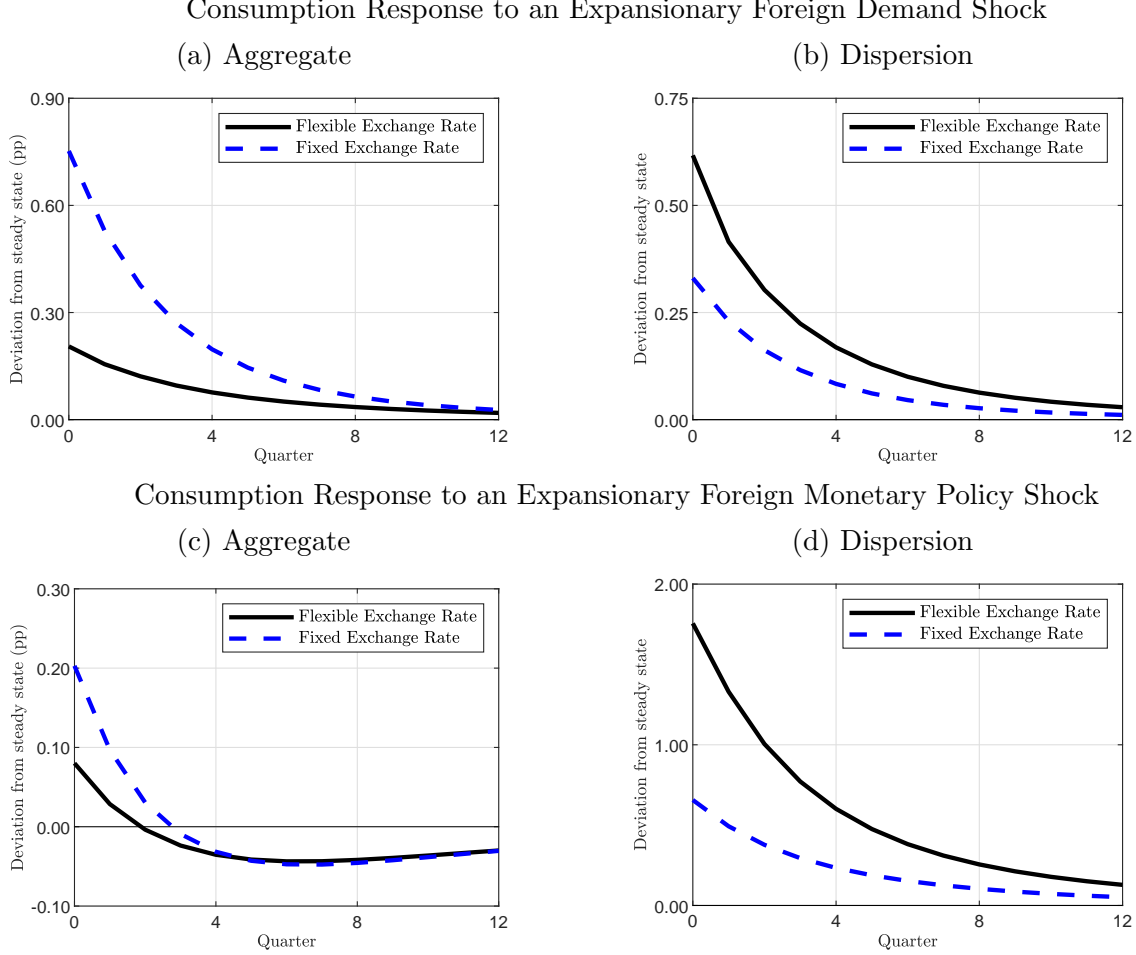 Consumption Response to an Expansionary Foreign Demand Shock
(a) Aggregate
(b) Dispersion
Deviation from steady state (pp)
0.90
0.60
0.30
0.00
Flexible Exchange Rate
Fixed Exchange Rate
0 4 8 12
Quarter
Deviation from steady state
0.75
0.50
0.25
0.00
Flexible Exchange Rate
Fixed Exchange Rate
0 4 8 12
Quarter
Consumption Response to an Expansionary Foreign Monetary Policy Shock
(c) Aggregate
(d) Dispersion
Deviation from steady state (pp)
0.30
0.20
0.10
0.00
-0.10
Flexible Exchange Rate
Fixed Exchange Rate
0 4 8 12
Quarter
Deviation from steady state
2.00
1.00
0.00
Flexible Exchange Rate
Fixed Exchange Rate
0 4 8 12
Quarter